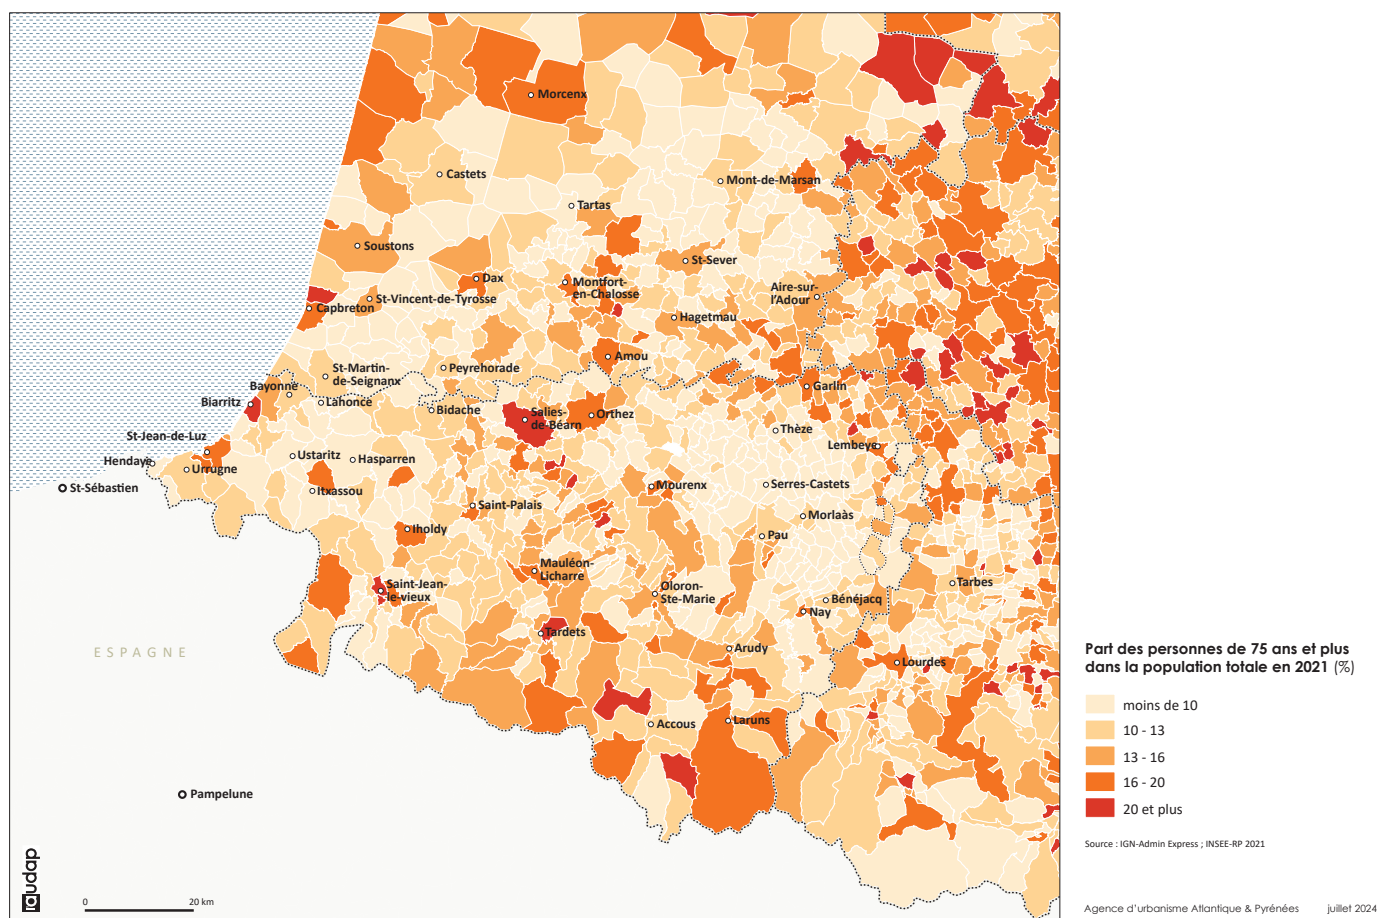 Morcenx
Castets
Mont-de-Marsan
Tartas
Soustons
St-Sever
Dax
Montfort-
en-Chalosse
Aire-sur-
l'Adour
St-Vincent-de-Tyrosse
Capbreton
Hagetmau
Amou
St-Martin-
de-Seignanx
Peyrehorade
Bayonne
Garlin
Biarritz
Lahonce
Bidache
Salies-
de-Béarn
Orthez
Thèze
St-Jean-de-Luz
Lembeye
Hendaye
Urrugne
Ustaritz
Hasparren
St-Sébastien
Itxassou
Mourenx
Serres-Castets
Saint-Palais
Morlaàs
Iholdy
Pau
Mauléon-
Licharre
Saint-Jean-
le-vieux
Oloron-
Ste-Marie
Tarbes
Bénéjacq
Nay
Tardets
ESPAGNE
Arudy
Lourdes
Accous
Laruns
Pampelune
audap
0 20 km
Part des personnes de 75 ans et plus
dans la population totale en 2021 (%)
moins de 10
10 - 13
13 - 16
16 - 20
20 et plus
Source : IGN-Admin Express ; INSEE-RP 2021
Agence d'urbanisme Atlantique & Pyrénées juillet 2024